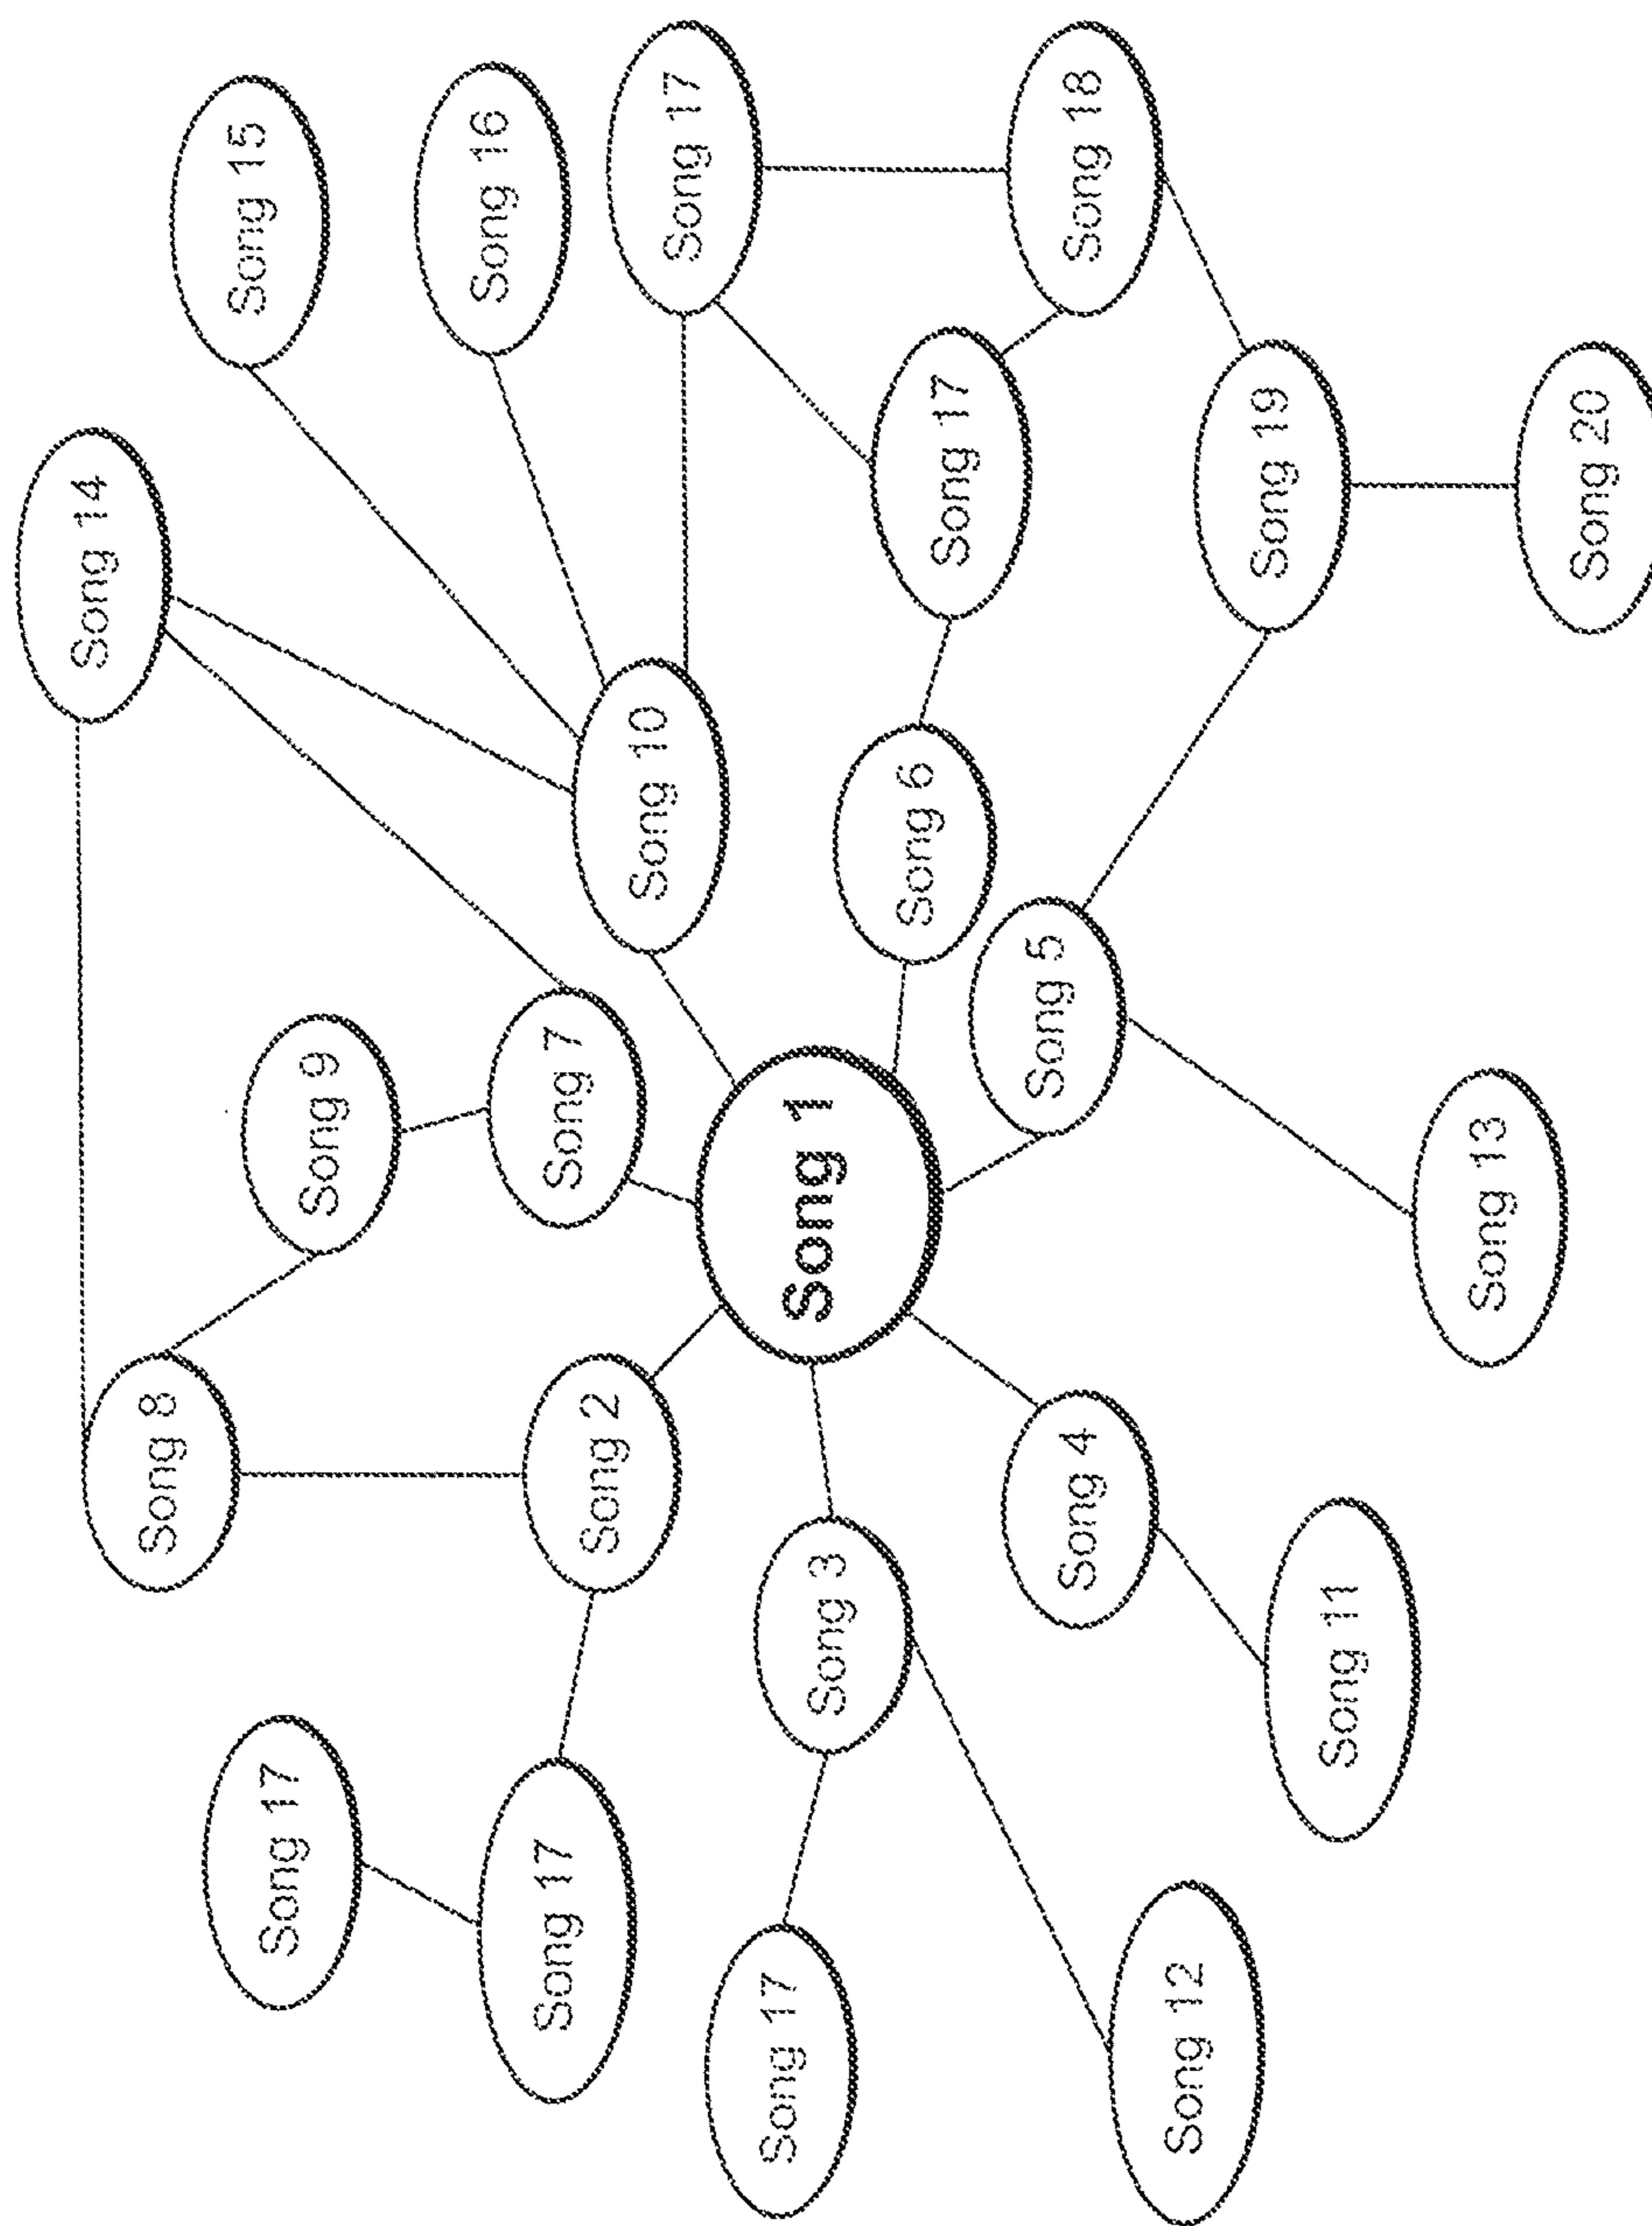 Song 14
Song 15
Song 16
Song 17
Song 18
Song 17
Song 19
Song 20
Song 10
Song 6
Song 5
Song 9
Song 7
Song 1
Song 13
Song 8
Song 2
Song 3
Song 4
Song 11
Song 17
Song 17
Song 17
Song 12